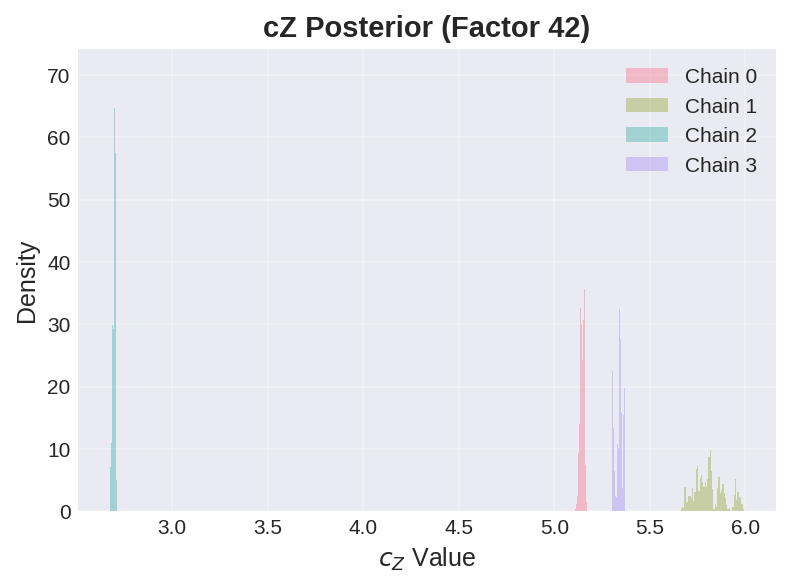 cZ Posterior (Factor 42)
Chain 0
Chain 1
Chain 2
Chain 3
Density
70
60
50
40
30
20
10
0
3.0 3.5 4.0 4.5 5.0 5.5 6.0
c_Z Value